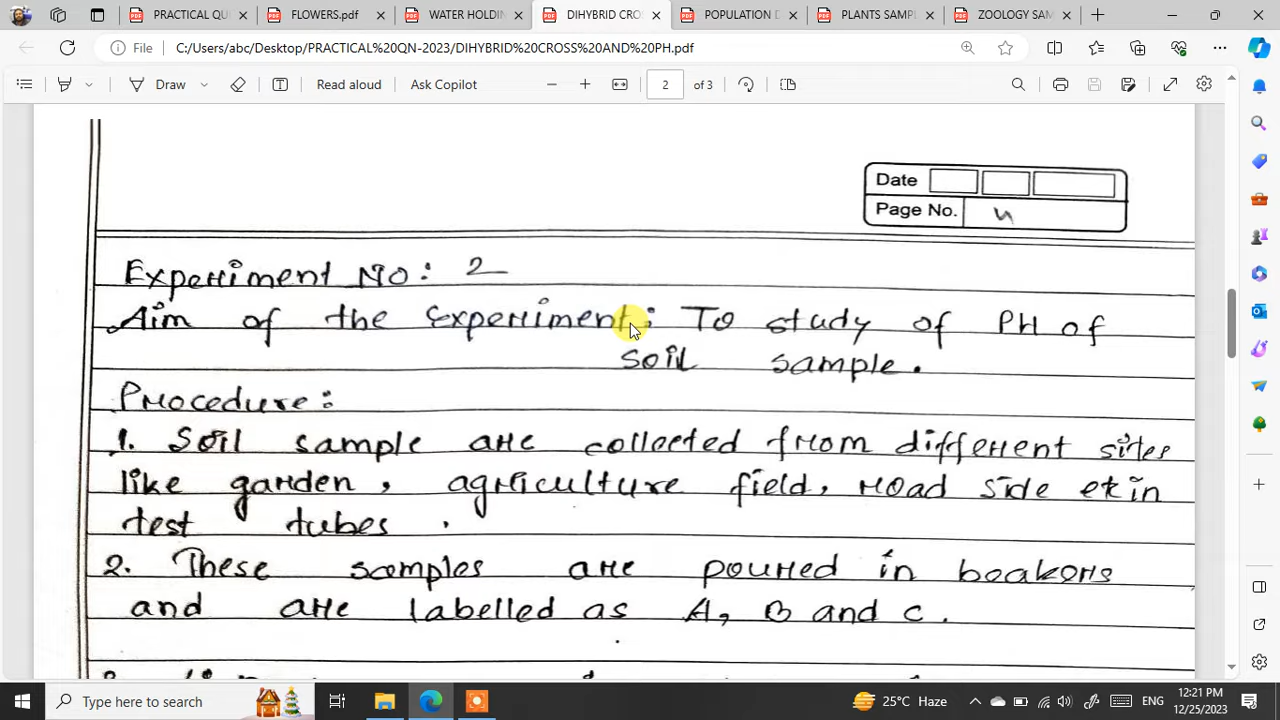 PRACTICAL QU
FLOWERS.pdf
WATER HOLDIN
DIHYBRID CRO
POPULATION D
PLANTS SAMPL
ZOOLOGY SAM
File
C:/Users/abc/Desktop/PRACTICAL%20QN-2023/DIHYBRID%20CROSS%20AND%20PH.pdf
Draw
Read aloud
Ask Copilot
2
of 3
Date
Page No. 4
Experiment No: 2
Aim of the Experiment: To study of PH of
soil sample.
Procedure:
1. Soil sample are collected from different sites
like garden, agriculture field, road side etc in
test tubes.
2. These samples are poured in beakers
and are labelled as A, B and C.
Type here to search
25°C Haze
ENG
12:21 PM
12/25/2023